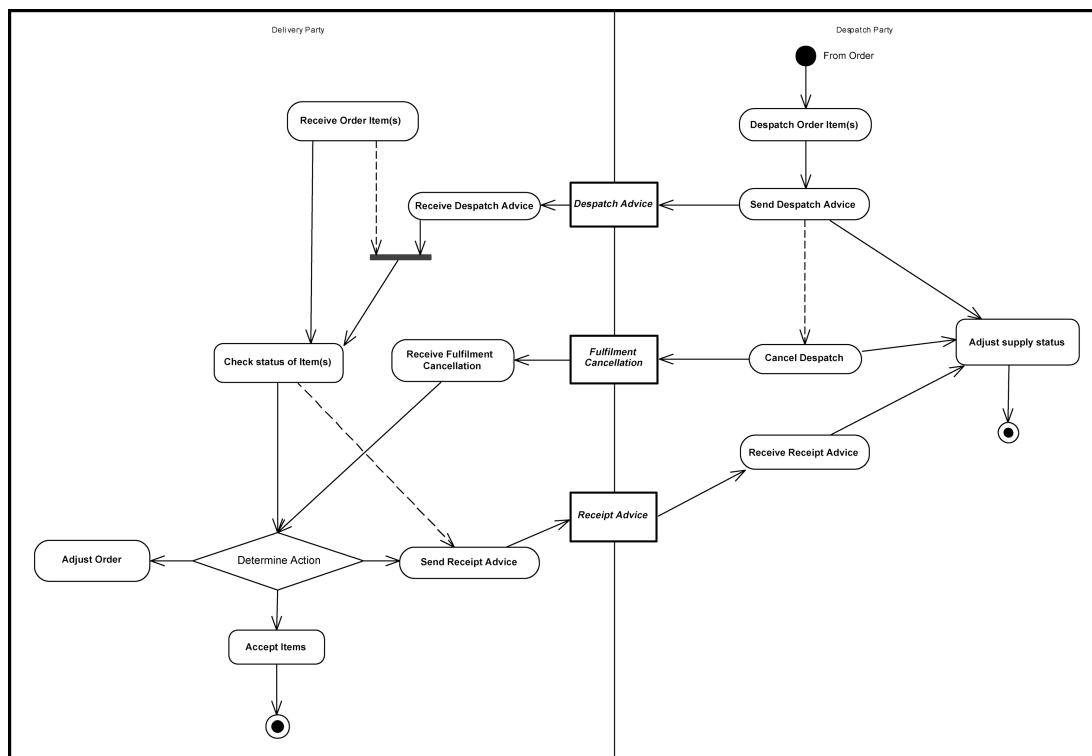 Delivery Party
Despatch Party
From Order
Receive Order Item(s)
Despatch Order Item(s)
Receive Despatch Advice
Despatch Advice
Send Despatch Advice
Check status of Item(s)
Receive Fulfilment
Cancellation
Fulfilment
Cancellation
Cancel Despatch
Adjust supply status
Receive Receipt Advice
Receipt Advice
Adjust Order
Determine Action
Send Receipt Advice
Accept Items